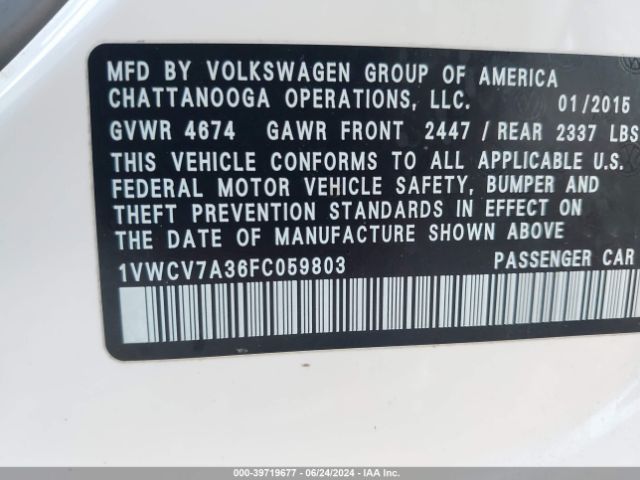 MFD BY VOLKSWAGEN GROUP OF AMERICA
CHATTANOOGA OPERATIONS, LLC. 01/2015
GVWR 4674 GAWR FRONT 2447 / REAR 2337 LBS
THIS VEHICLE CONFORMS TO ALL APPLICABLE U.S.
FEDERAL MOTOR VEHICLE SAFETY, BUMPER AND
THEFT PREVENTION STANDARDS IN EFFECT ON
THE DATE OF MANUFACTURE SHOWN ABOVE
1VWCV7A36FC059803 PASSENGER CAR
000-39719677 - 06/24/2024 - IAA Inc.